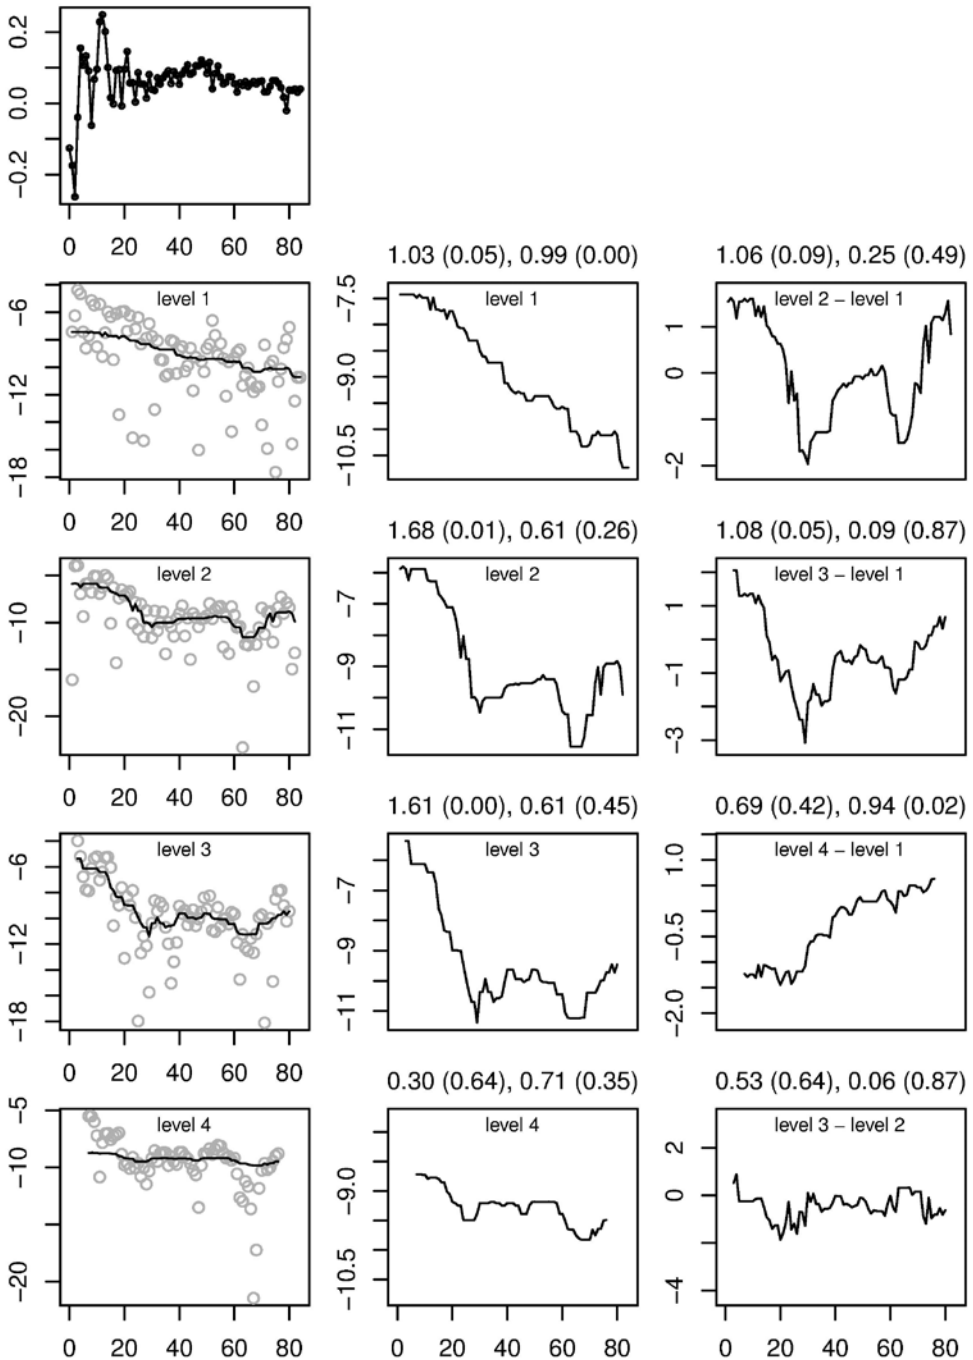 0.2
0.0
−0.2
0 20 40 60 80
1.03 (0.05), 0.99 (0.00)
1.06 (0.09), 0.25 (0.49)
level 1
−6
−12
−18
0 20 40 60 80
level 1
−7.5
−9.0
−10.5
level 2 − level 1
1
0
−2
1.68 (0.01), 0.61 (0.26)
1.08 (0.05), 0.09 (0.87)
level 2
−10
−20
0 20 40 60 80
level 2
−7
−9
−11
level 3 − level 1
1
−1
−3
1.61 (0.00), 0.61 (0.45)
0.69 (0.42), 0.94 (0.02)
level 3
−6
−12
−18
0 20 40 60 80
level 3
−7
−9
−11
level 4 − level 1
1.0
−0.5
−2.0
0.30 (0.64), 0.71 (0.35)
0.53 (0.64), 0.06 (0.87)
level 4
−5
−10
−20
0 20 40 60 80
level 4
−9.0
−10.5
0 20 40 60 80
level 3 − level 2
2
0
−4
0 20 40 60 80